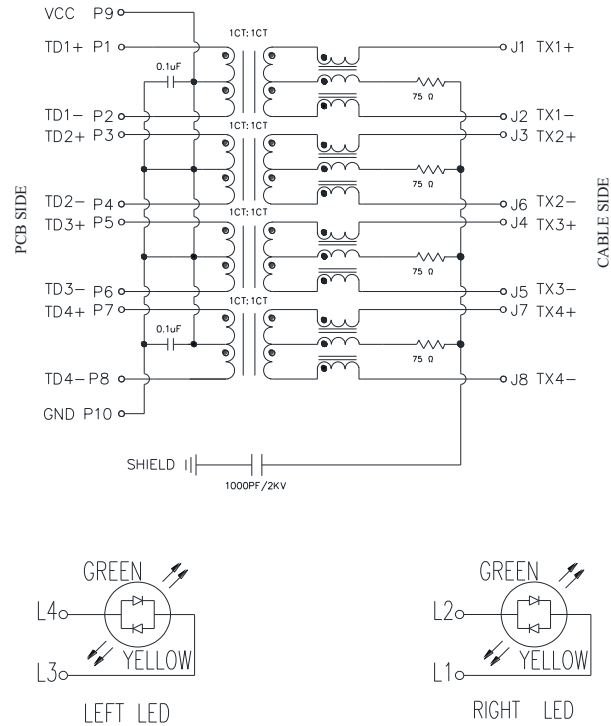 VCC P9
1CT:1CT
TD1+ P1
J1 TX1+
0.1uF
75 Ω
TD1- P2
J2 TX1-
1CT:1CT
TD2+ P3
J3 TX2+
75 Ω
TD2- P4
J6 TX2-
1CT:1CT
TD3+ P5
J4 TX3+
PCB SIDE
CABLE SIDE
75 Ω
TD3- P6
J5 TX3-
1CT:1CT
TD4+ P7
J7 TX4+
0.1uF
75 Ω
TD4- P8
J8 TX4-
GND P10
SHIELD
1000PF/2KV
GREEN
GREEN
L4
L2
YELLOW
YELLOW
L3
L1
LEFT LED
RIGHT LED